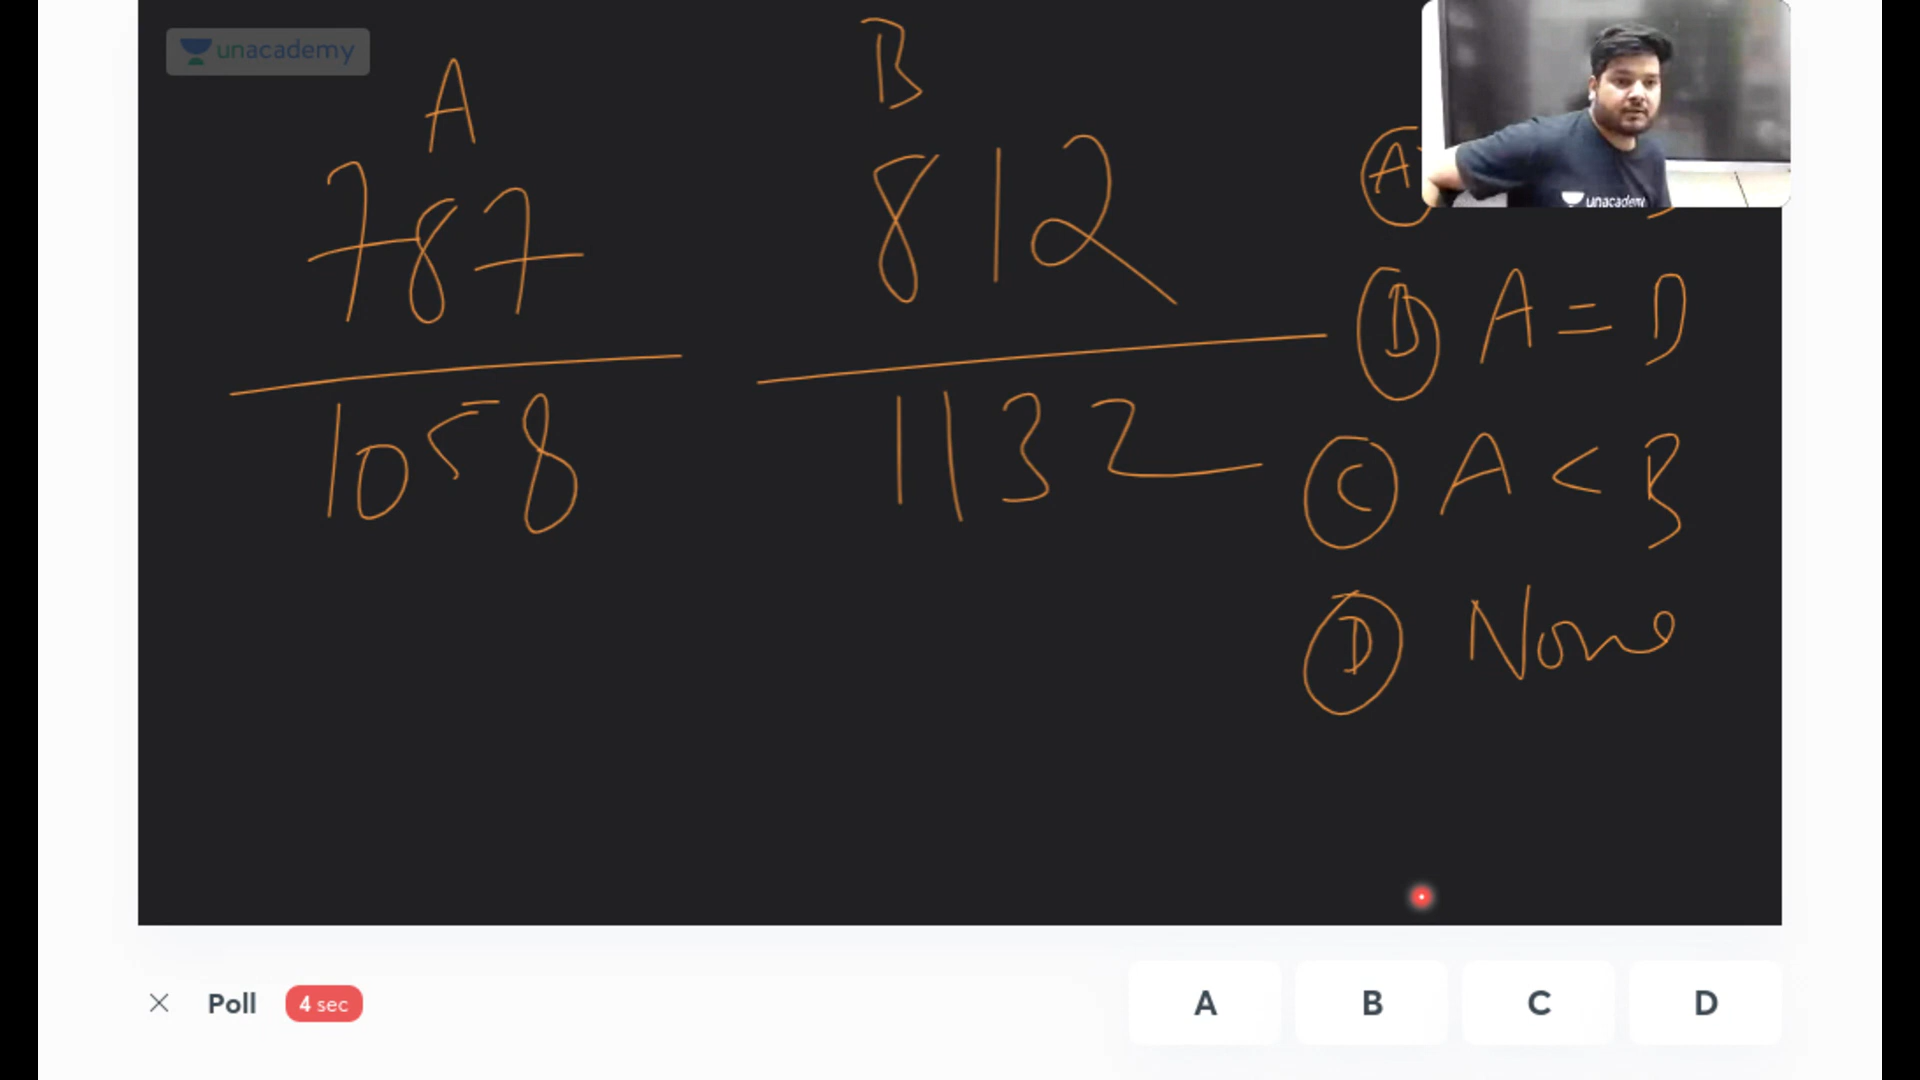 unacademy
A
B
787
812
1058
1132
A
B A = B
C A < B
D None
unacademy
Poll 4 sec
A B C D